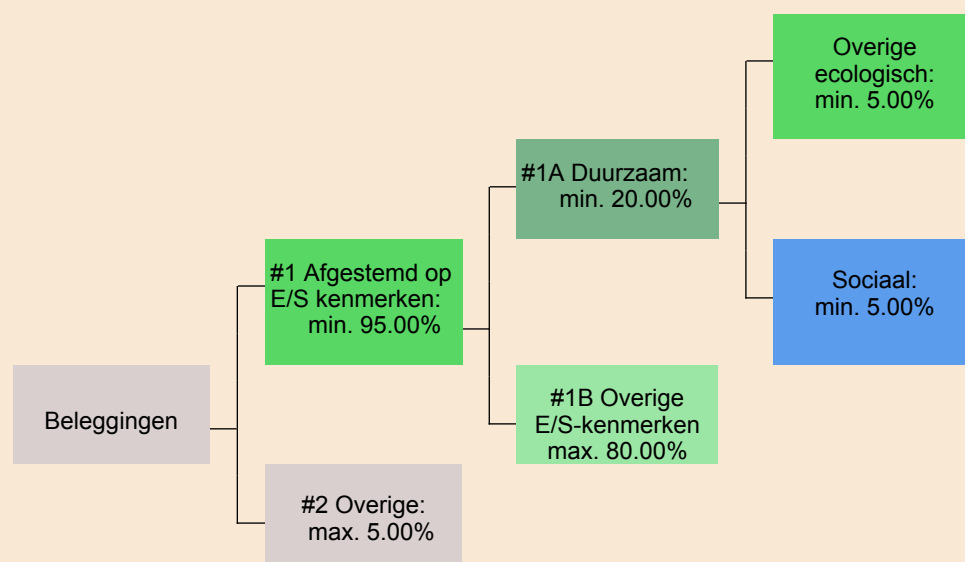 Overige
ecologisch:
min. 5.00%
#1A Duurzaam:
min. 20.00%
#1 Afgestemd op
E/S kenmerken:
min. 95.00%
Sociaal:
min. 5.00%
Beleggingen
#1B Overige
E/S-kenmerken
max. 80.00%
#2 Overige:
max. 5.00%